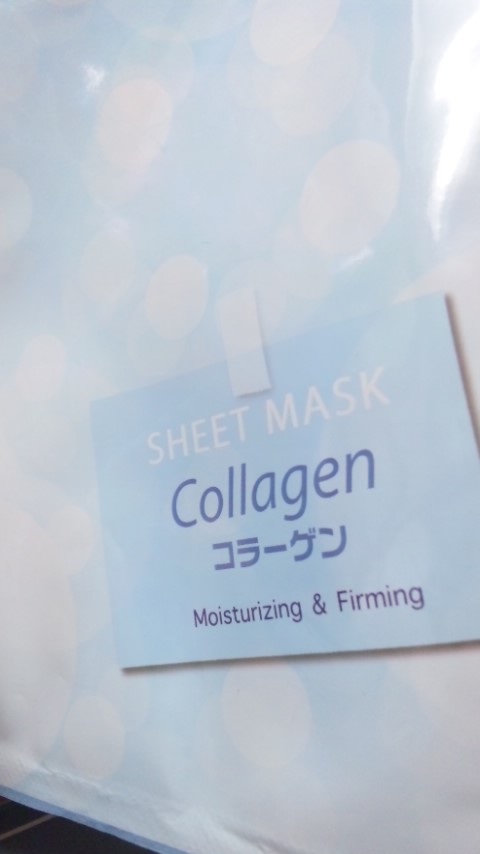 SHEET MASK
Collagen
コラーゲン
Moisturizing & Firming